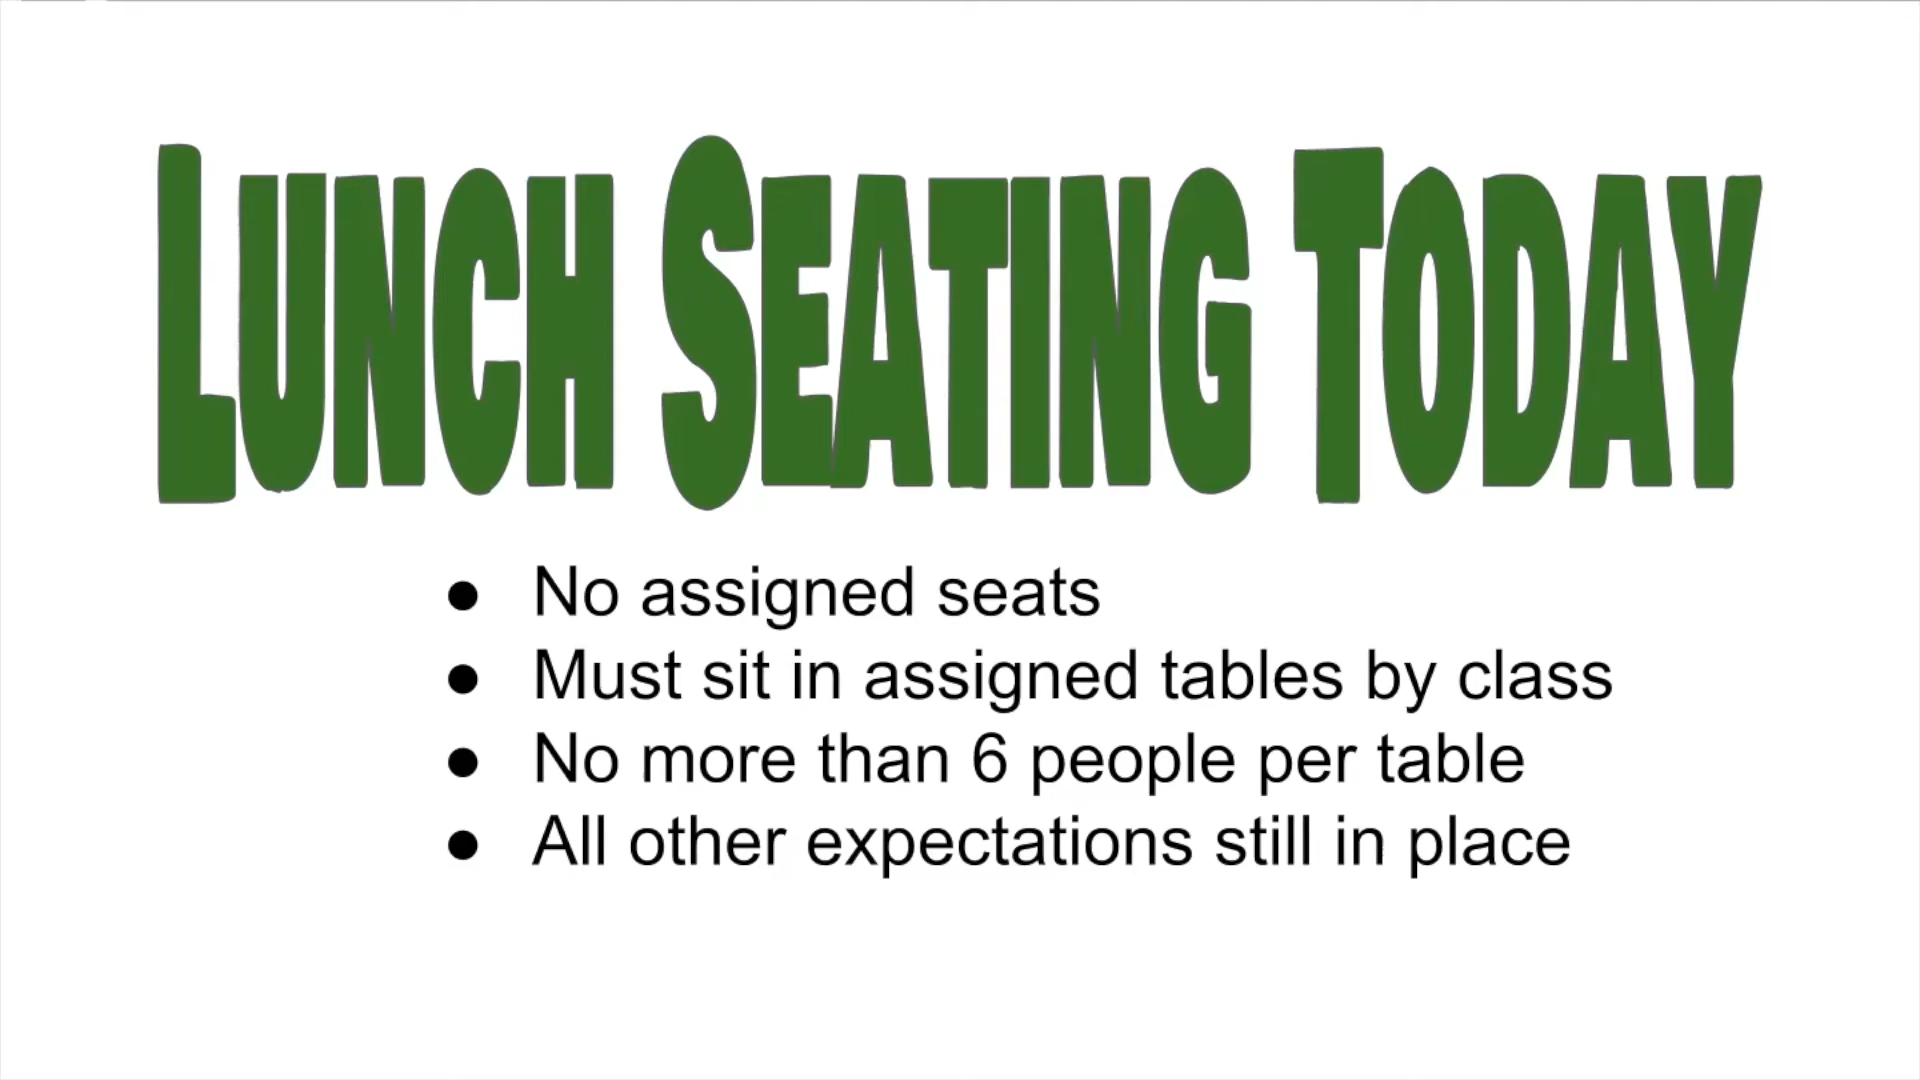 LUNCH SEATING TODAY
● No assigned seats
● Must sit in assigned tables by class
● No more than 6 people per table
● All other expectations still in place